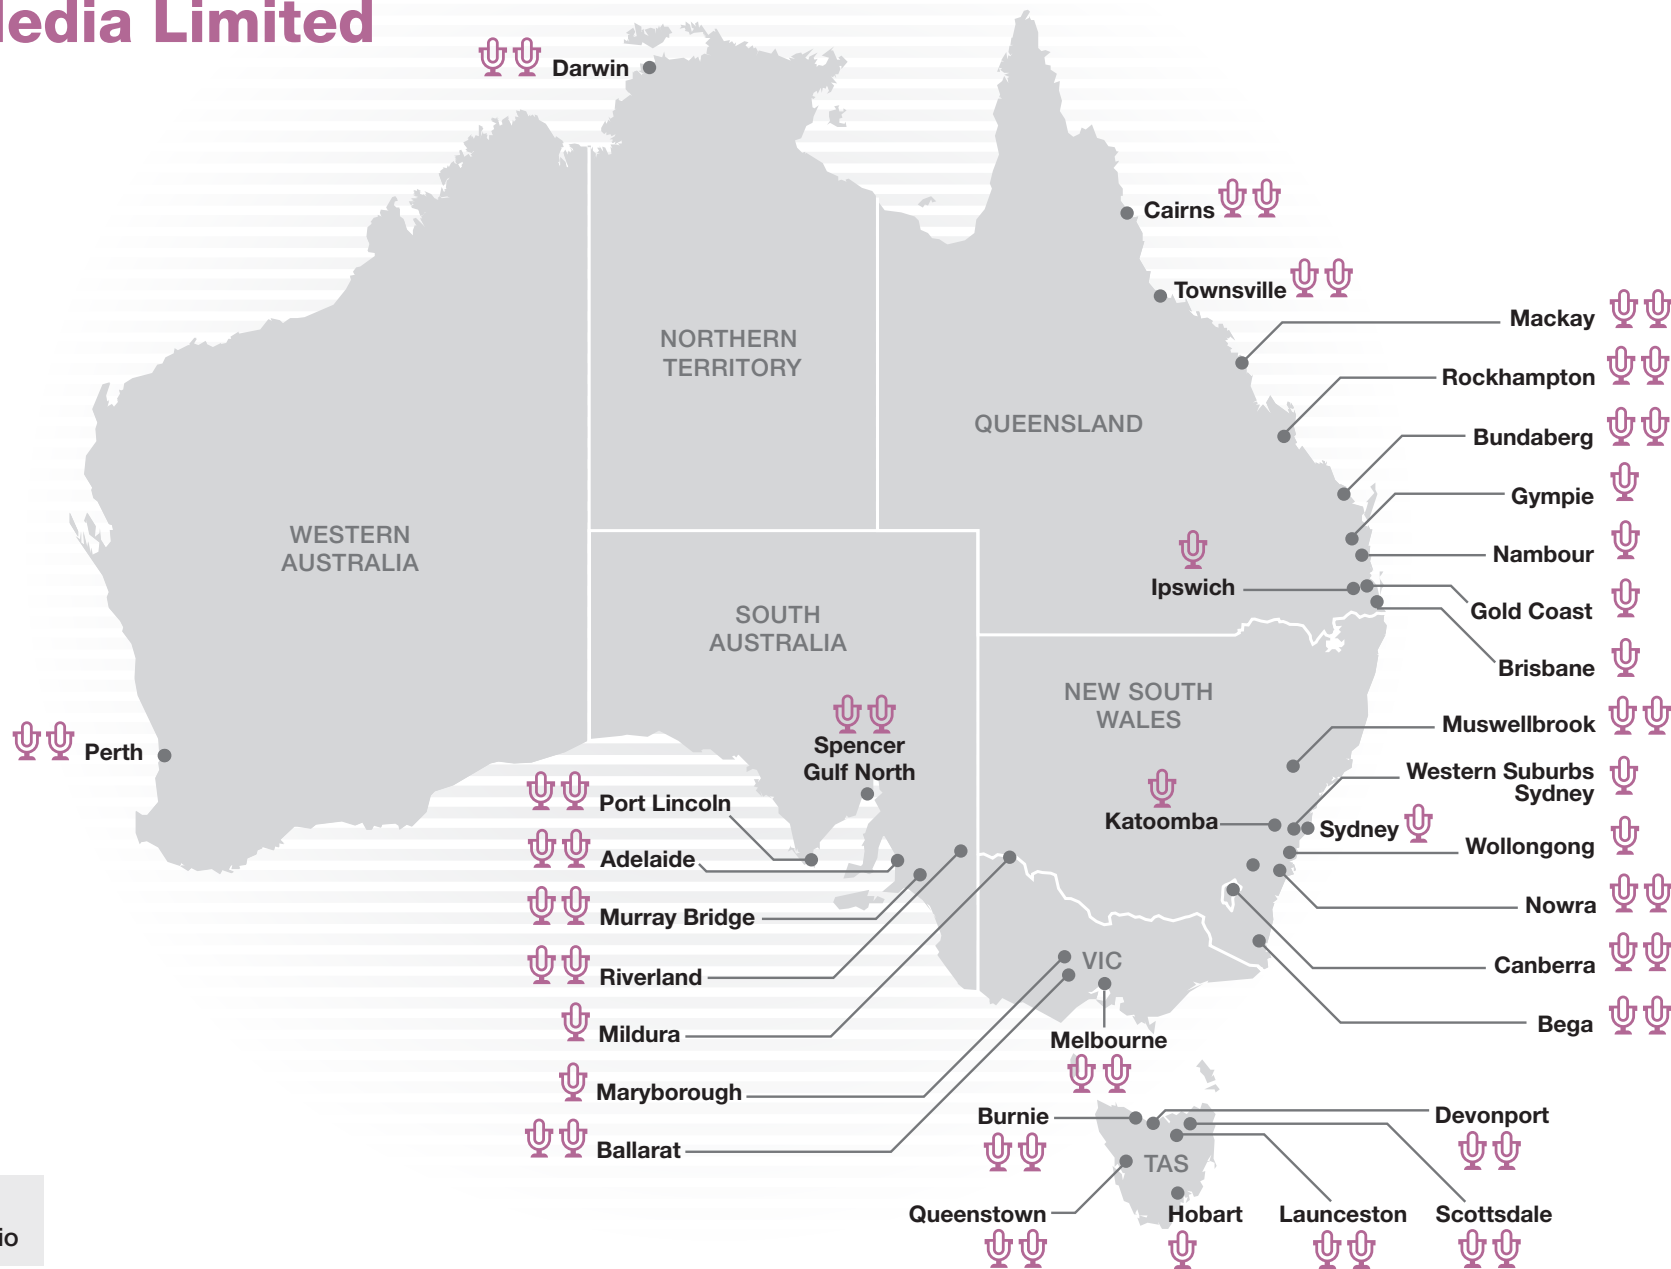 Limited
Darwin
Cairns
Townsville
Mackay
Rockhampton
Bundaberg
Gympie
Nambour
Gold Coast
Brisbane
Ipswich
NORTHERN
TERRITORY
QUEENSLAND
WESTERN
AUSTRALIA
SOUTH
AUSTRALIA
NEW SOUTH
WALES
Muswellbrook
Western Suburbs
Sydney
Katoomba
Sydney
Wollongong
Nowra
Canberra
Bega
Perth
Spencer
Gulf North
Port Lincoln
Adelaide
Murray Bridge
Riverland
Mildura
Maryborough
Ballarat
VIC
Melbourne
Burnie
Devonport
TAS
Queenstown
Hobart
Launceston
Scottsdale